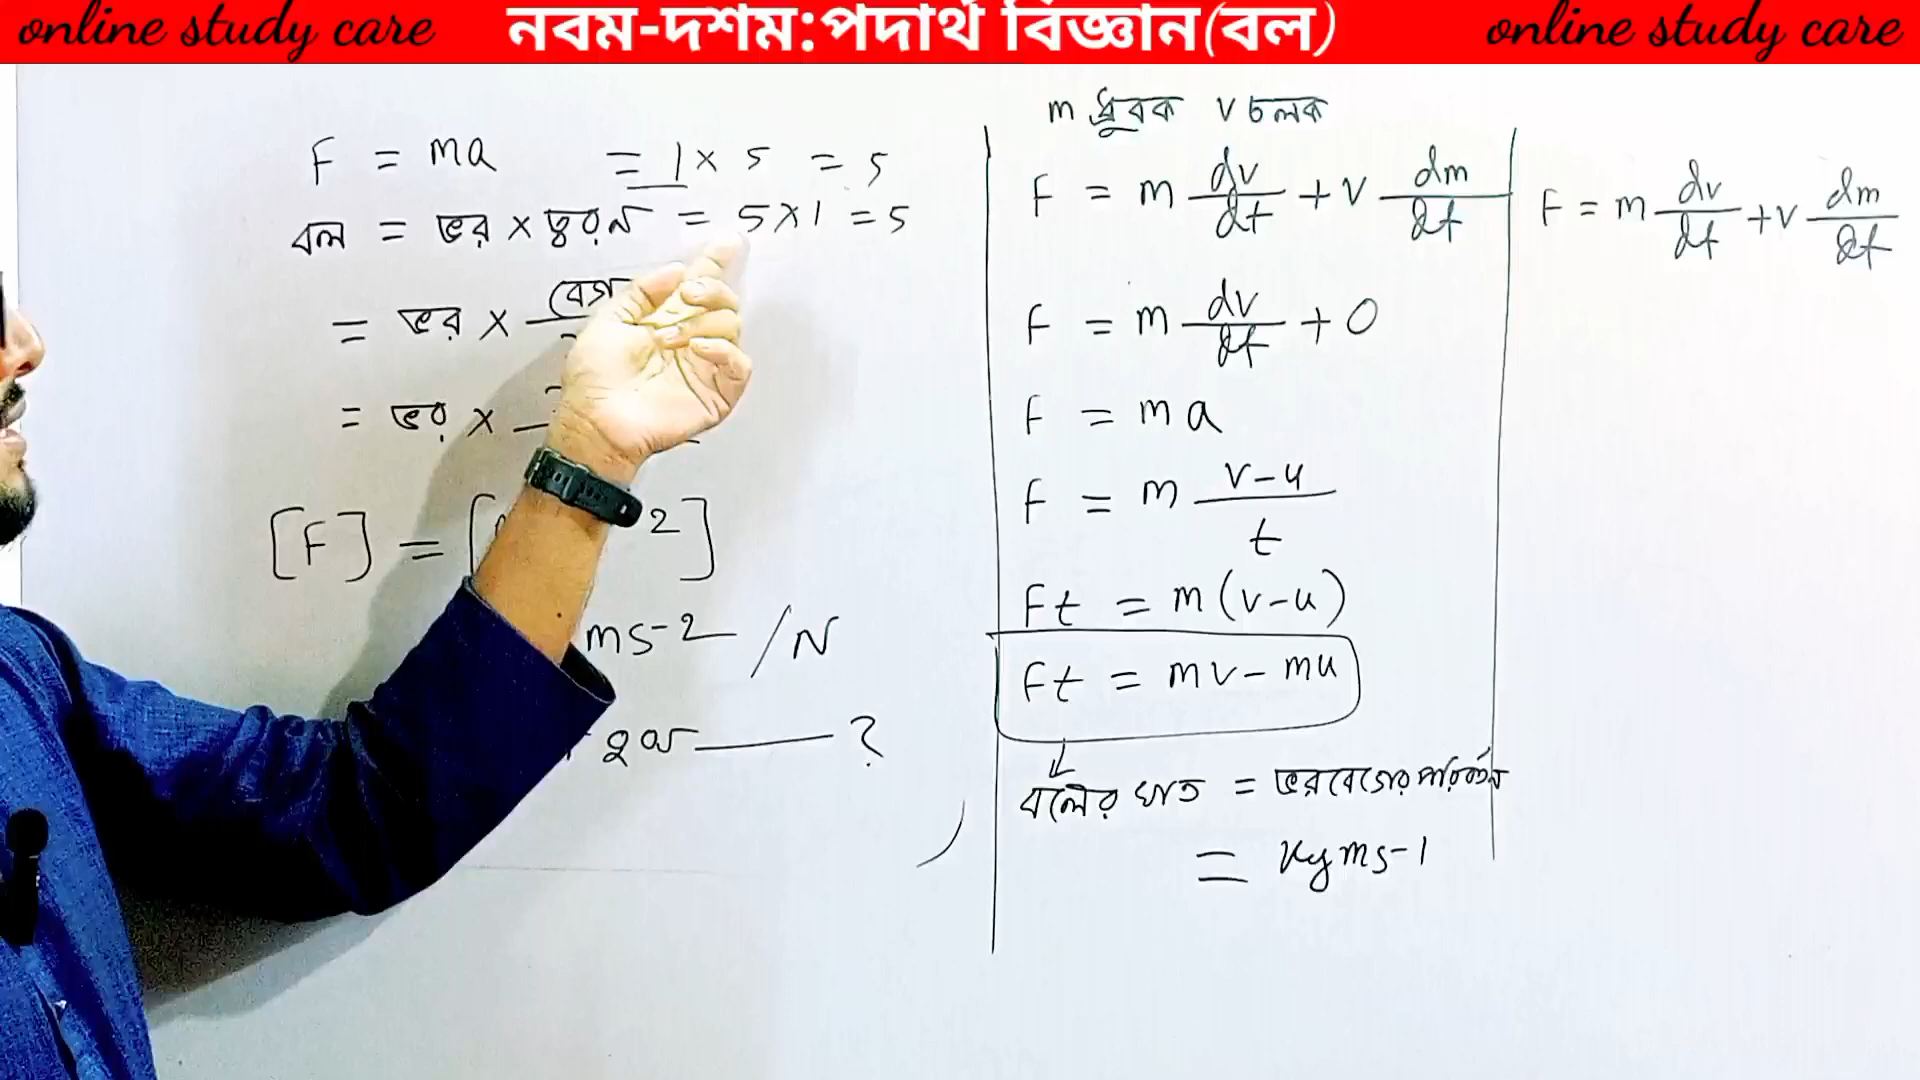 online study care নবম-দশম:পদার্থ বিজ্ঞান(বল) online study care
F = ma = 1 × 5 = 5
বল = ভর × ত্বরণ = 5 × 1 = 5
= ভর ×
= ভর ×
[F] = [ 2]
ms-2 / N
?
m ধ্রুবক v চলক
F = m dv/dt + v dm/dt
F = m dv/dt + 0
F = ma
F = m v-u/t
Ft = m(v-u)
Ft = mv - mu
বলের ঘাত = ভরবেগের পরিবর্তন
= kgms-1
F = m dv/dt + v dm/dt